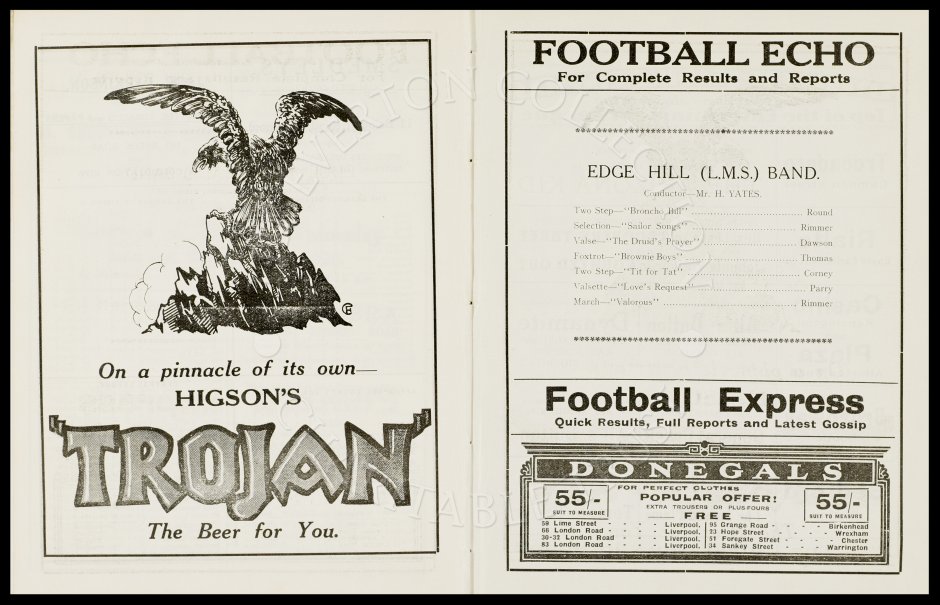 On a pinnacle of its own—
HIGSON'S
"TROJAN"
The Beer for You.
FOOTBALL ECHO
For Complete Results and Reports
EDGE HILL (L.M.S.) BAND.
Conductor—Mr. H. YATES.
Two Step—"Broncho Bill" Round
Selection—"Sailor Songs" Rimmer
Valse—"The Druid's Prayer" Dawson
Foxtrot—"Brownie Boys" Thomas
Two Step—"Tit for Tat" Corney
Valsette—"Love's Request" Parry
March—"Valorous" Rimmer
Football Express
Quick Results, Full Reports and Latest Gossip
DONEGALS
FOR PERFECT CLOTHES
55/- POPULAR OFFER! 55/-
EXTRA TROUSERS OR PLUS FOURS
SUIT TO MEASURE FREE SUIT TO MEASURE
59 Lime Street - - - - Liverpool. 95 Grange Road - - - Birkenhead
68 London Road - - - - Liverpool. 23 Hope Street - - - Wrexham
30-32 London Road - - - - Liverpool. 51 Foregate Street - - - Chester
83 London Road - - - - Liverpool. 34 Sankey Street - - - Warrington